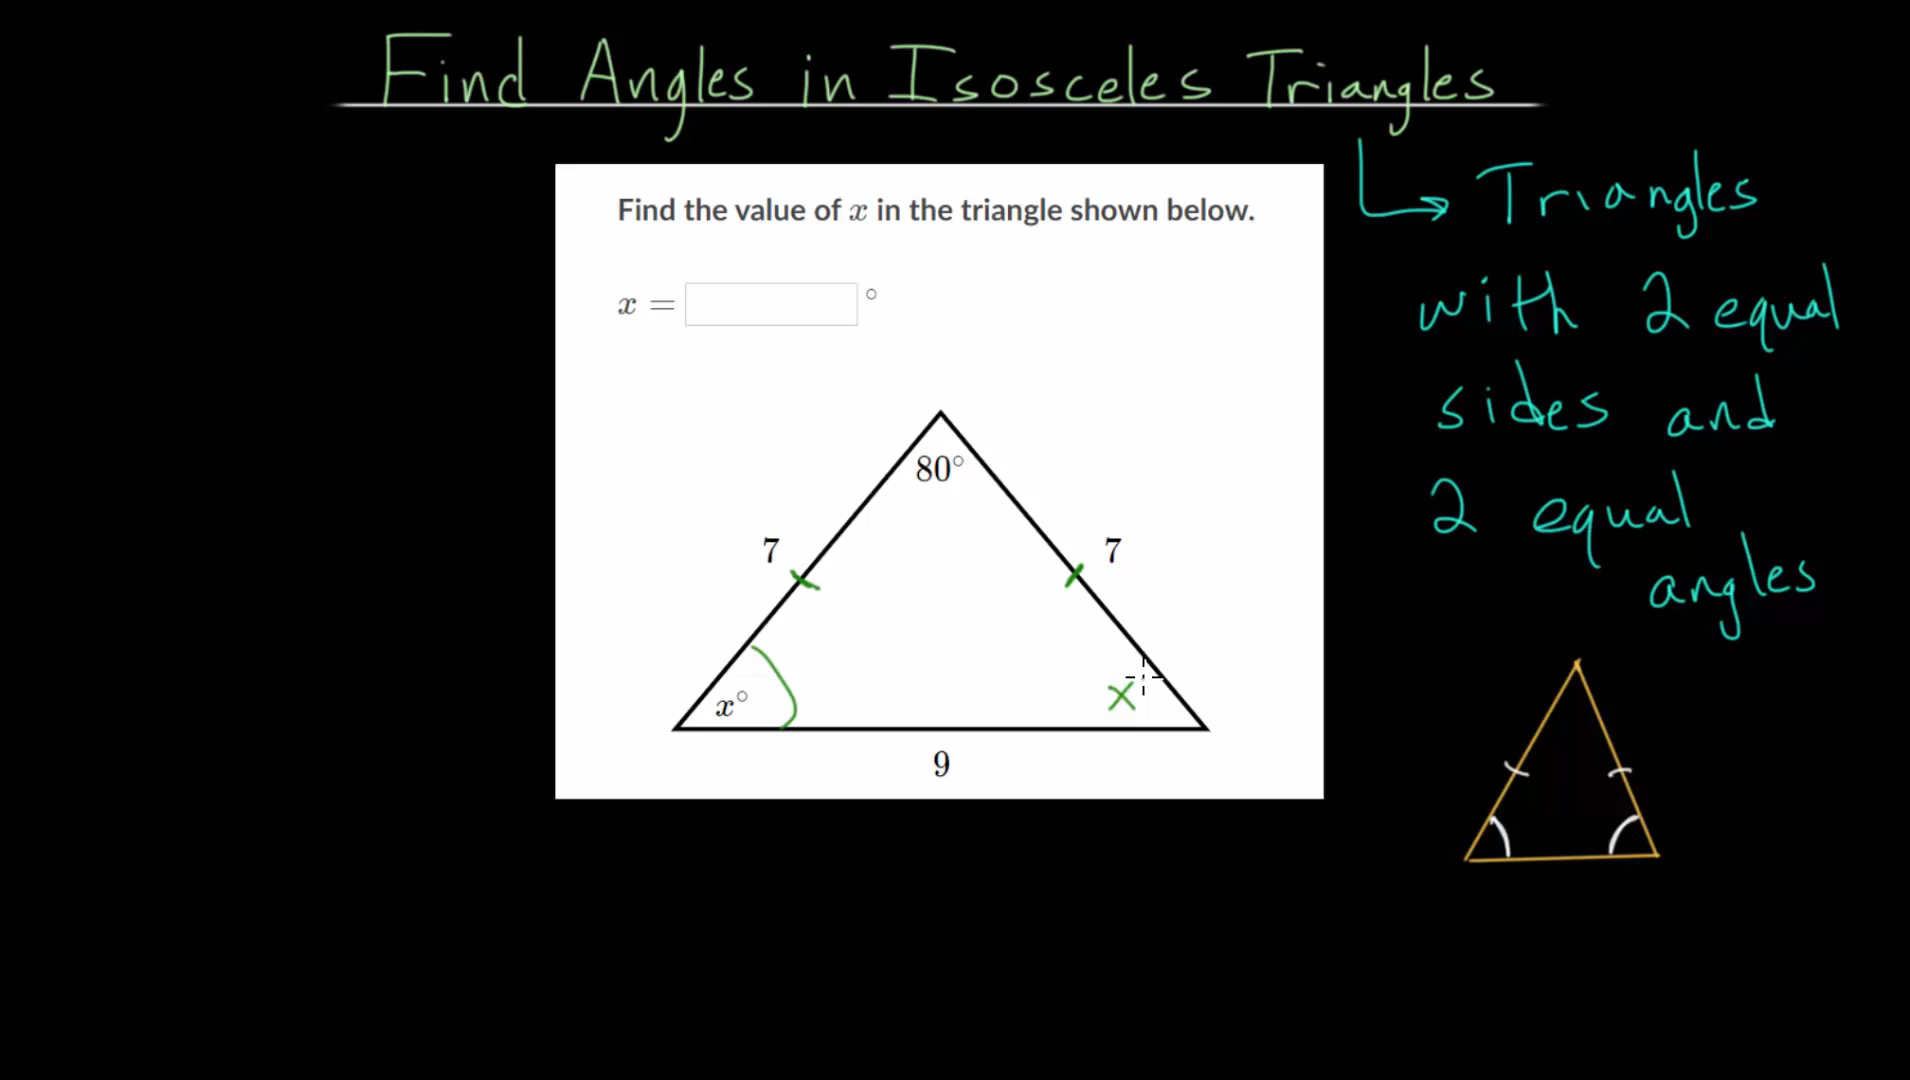 Find Angles in Isosceles Triangles
Find the value of x in the triangle shown below.
x = °
80°
7
7
x°
x
9
Triangles
with 2 equal
sides and
2 equal
angles